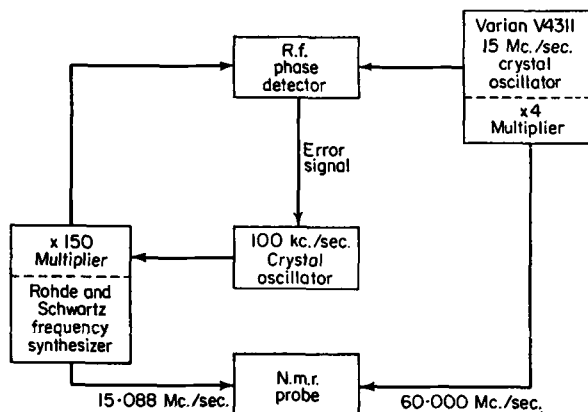 R.f.
phase
detector
Varian V4311
15 Mc./sec.
crystal
oscillator
x4
Multiplier
Error
signal
x 150
Multiplier
Rohde and
Schwartz
frequency
synthesizer
100 kc./sec.
Crystal
oscillator
N.m.r.
probe
15·088 Mc./sec.
60·000 Mc./sec.